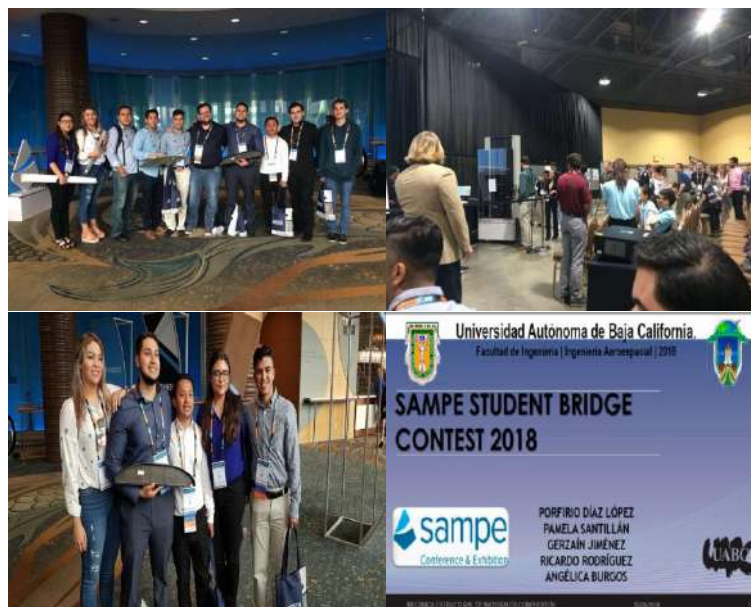 Universidad Autónoma de Baja California.
Facultad de Ingeniería | Ingeniería Aeroespacial | 2018
SAMPE STUDENT BRIDGE
CONTEST 2018
sampe
Conference & Exhibition
PORFIRIO DÍAZ LÓPEZ
PAMELA SANTILLÁN
GERZAÍN JIMÉNEZ
RICARDO RODRÍGUEZ
ANGÉLICA BURGOS
UABC